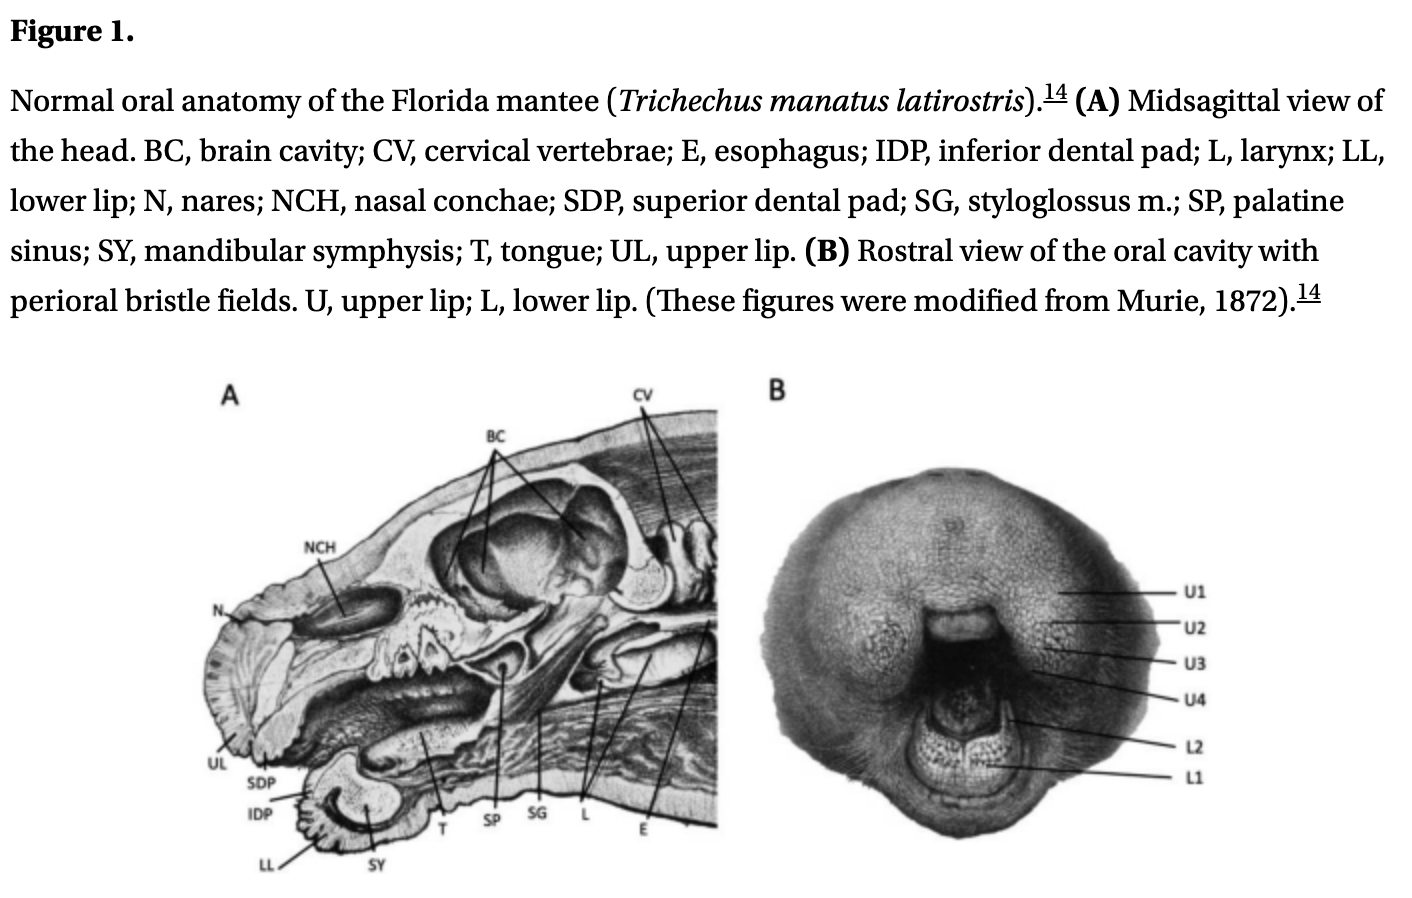 Figure 1.
Normal oral anatomy of the Florida mantee (Trichechus manatus latirostris).14 (A) Midsagittal view of
the head. BC, brain cavity; CV, cervical vertebrae; E, esophagus; IDP, inferior dental pad; L, larynx; LL,
lower lip; N, nares; NCH, nasal conchae; SDP, superior dental pad; SG, styloglossus m.; SP, palatine
sinus; SY, mandibular symphysis; T, tongue; UL, upper lip. (B) Rostral view of the oral cavity with
perioral bristle fields. U, upper lip; L, lower lip. (These figures were modified from Murie, 1872).14
A
CV
BC
NCH
N
UL
SDP
IDP
LL
SY
T
SP
SG
L
E
B
U1
U2
U3
U4
L2
L1